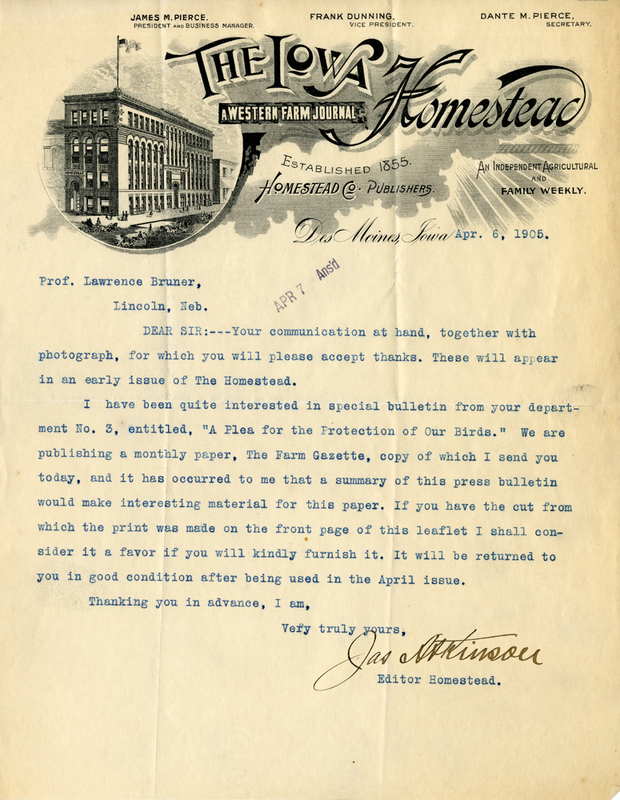 JAMES M. PIERCE,
PRESIDENT AND BUSINESS MANAGER.
FRANK DUNNING,
VICE PRESIDENT.
DANTE M. PIERCE,
SECRETARY.
THE IOWA Homestead
A WESTERN FARM JOURNAL
ESTABLISHED 1855.
HOMESTEAD CO. PUBLISHERS.
AN INDEPENDENT AGRICULTURAL
AND
FAMILY WEEKLY.
Des Moines, Iowa Apr. 6, 1905.
APR 7 Ans'd
Prof. Lawrence Bruner,
Lincoln, Neb.
DEAR SIR:---Your communication at hand, together with
photograph, for which you will please accept thanks. These will appear
in an early issue of The Homestead.
I have been quite interested in special bulletin from your depart-
ment No. 3, entitled, "A Plea for the Protection of Our Birds." We are
publishing a monthly paper, The Farm Gazette, copy of which I send you
today, and it has occurred to me that a summary of this press bulletin
would make interesting material for this paper. If you have the cut from
which the print was made on the front page of this leaflet I shall con-
sider it a favor if you will kindly furnish it. It will be returned to
you in good condition after being used in the April issue.
Thanking you in advance, I am,
Very truly yours,
Jas Atkinson
Editor Homestead.